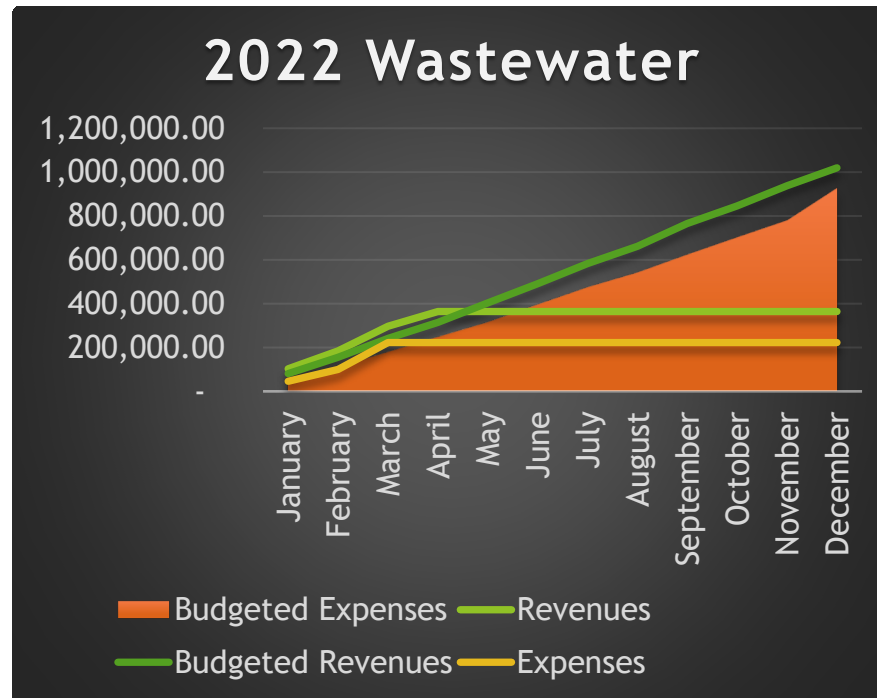 2022 Wastewater
1,200,000.00
1,000,000.00
800,000.00
600,000.00
400,000.00
200,000.00
-
January
February
March
April
May
June
July
August
September
October
November
December
Budgeted Expenses
Revenues
Budgeted Revenues
Expenses